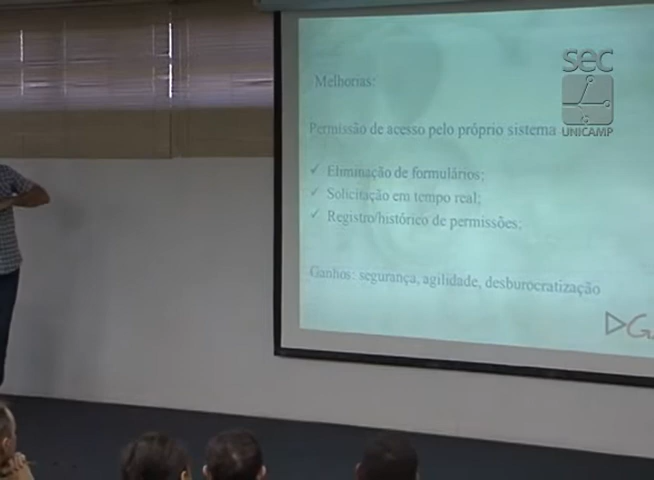 sec
UNICAMP
Melhorias:
Permissão de acesso pelo próprio sistema
✓ Eliminação de formulários;
✓ Solicitação em tempo real;
✓ Registro/histórico de permissões;
Ganhos: segurança, agilidade, desburocratização